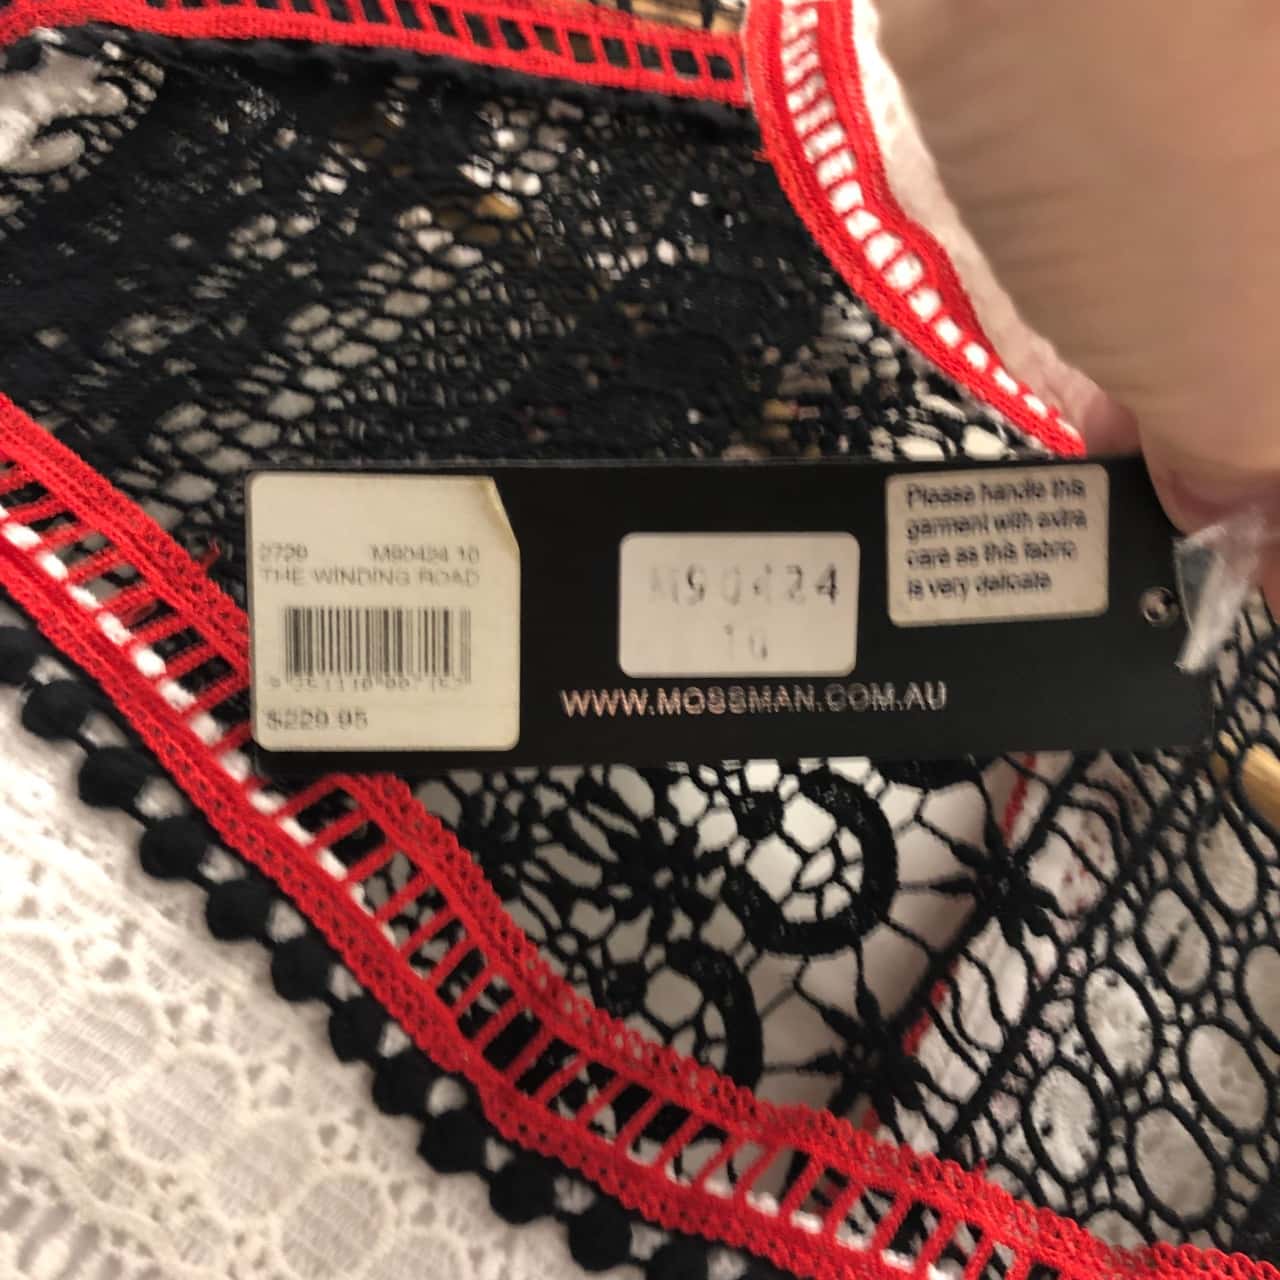 2729 M90424 10
THE WINDING ROAD
$229.95
M90424
10
Please handle this
garment with extra
care as this fabric
is very delicate
WWW.MOSSMAN.COM.AU